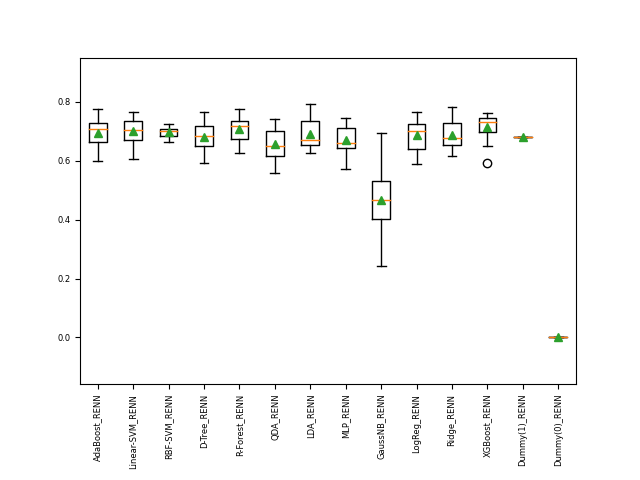 0.8
0.6
0.4
0.2
0.0
AdaBoost_RENN
Linear-SVM_RENN
RBF-SVM_RENN
D-Tree_RENN
R-Forest_RENN
QDA_RENN
LDA_RENN
MLP_RENN
GaussNB_RENN
LogReg_RENN
Ridge_RENN
XGBoost_RENN
Dummy(1)_RENN
Dummy(0)_RENN